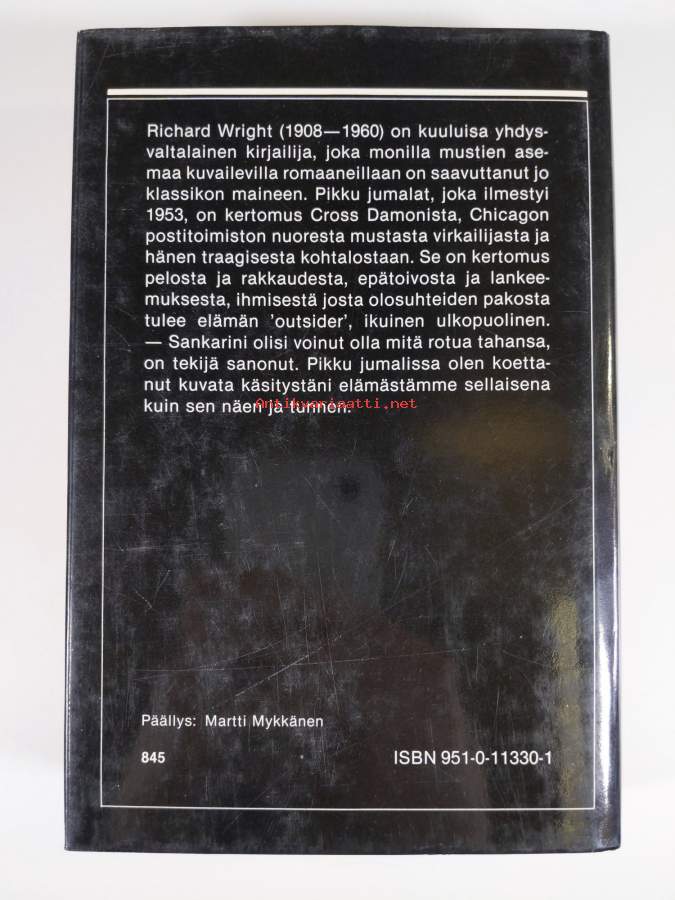 Richard Wright (1908—1960) on kuuluisa yhdys-
valtalainen kirjailija, joka monilla mustien ase-
maa kuvailevilla romaaneillaan on saavuttanut jo
klassikon maineen. Pikku jumalat, joka ilmestyi
1953, on kertomus Cross Damonista, Chicagon
postitoimiston nuoresta mustasta virkailijasta ja
hänen traagisesta kohtalostaan. Se on kertomus
pelosta ja rakkaudesta, epätoivosta ja lankee-
muksesta, ihmisestä josta olosuhteiden pakosta
tulee elämän 'outsider', ikuinen ulkopuolinen.
— Sankarini olisi voinut olla mitä rotua tahansa,
on tekijä sanonut. Pikku jumalissa olen koetta-
nut kuvata käsitystäni elämästämme sellaisena
kuin sen näen ja tunnen.
Antikvariaatti.net
Päällys: Martti Mykkänen
845
ISBN 951-0-11330-1